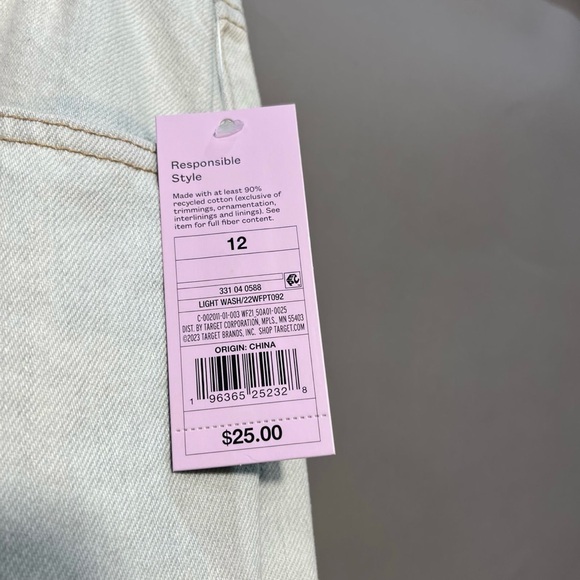 Responsible
Style
Made with at least 90%
recycled cotton (exclusive of
trimmings, ornamentation,
interlinings and linings). See
item for full fiber content.
12
331 04 0588
LIGHT WASH/22WFPT092
C-002011-01-003 WFZ1_50A01-0025
DIST. BY TARGET CORPORATION, MPLS., MN 55403
©2023 TARGET BRANDS, INC. SHOP TARGET.COM
ORIGIN: CHINA
1 96365 25232 8
$25.00